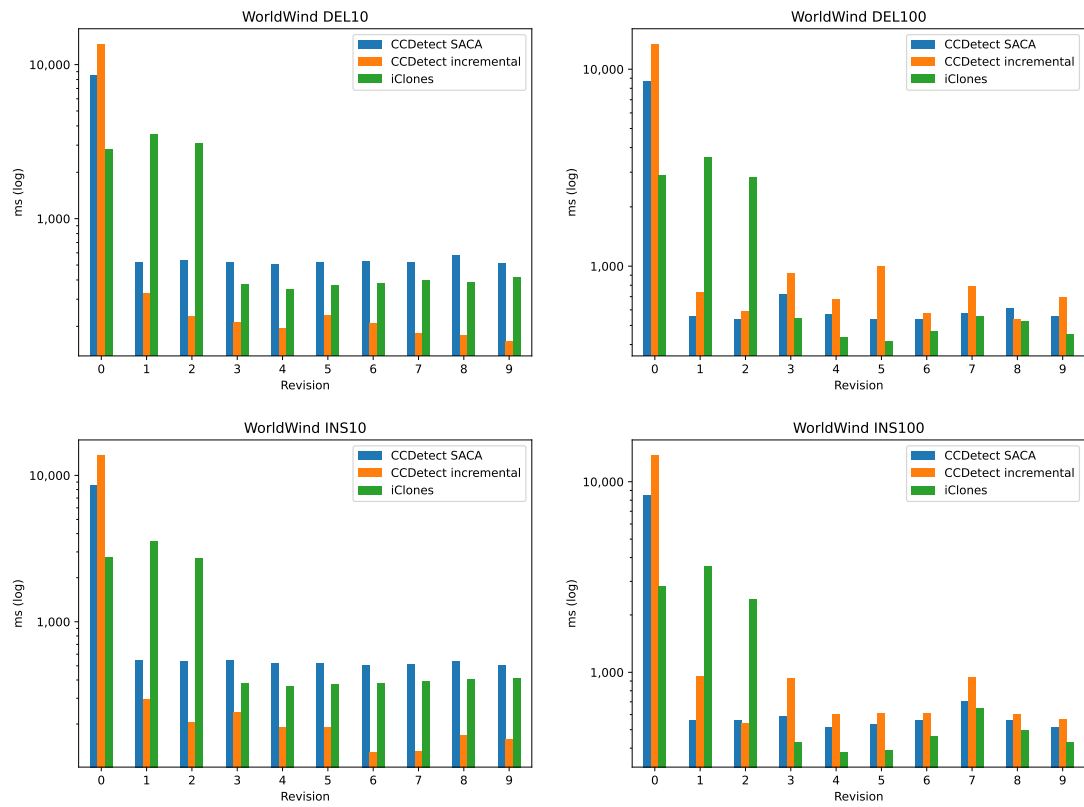 WorldWind DEL10
CCDetect SACA
CCDetect incremental
iClones
10,000
1,000
ms (log)
0 1 2 3 4 5 6 7 8 9
Revision
WorldWind DEL100
CCDetect SACA
CCDetect incremental
iClones
10,000
1,000
ms (log)
0 1 2 3 4 5 6 7 8 9
Revision
WorldWind INS10
CCDetect SACA
CCDetect incremental
iClones
10,000
1,000
ms (log)
0 1 2 3 4 5 6 7 8 9
Revision
WorldWind INS100
CCDetect SACA
CCDetect incremental
iClones
10,000
1,000
ms (log)
0 1 2 3 4 5 6 7 8 9
Revision